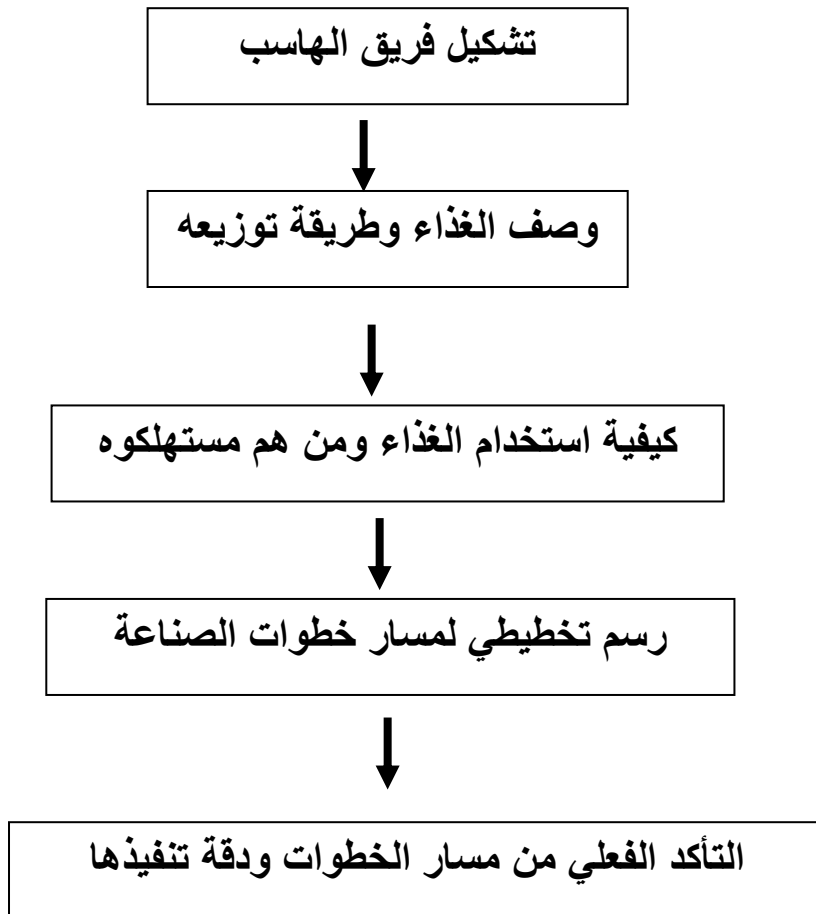 تشكيل فريق الهاسب
وصف الغذاء وطريقة توزيعه
كيفية استخدام الغذاء ومن هم مستهلكوه
رسم تخطيطي لمسار خطوات الصناعة
التأكد الفعلي من مسار الخطوات ودقة تنفيذها